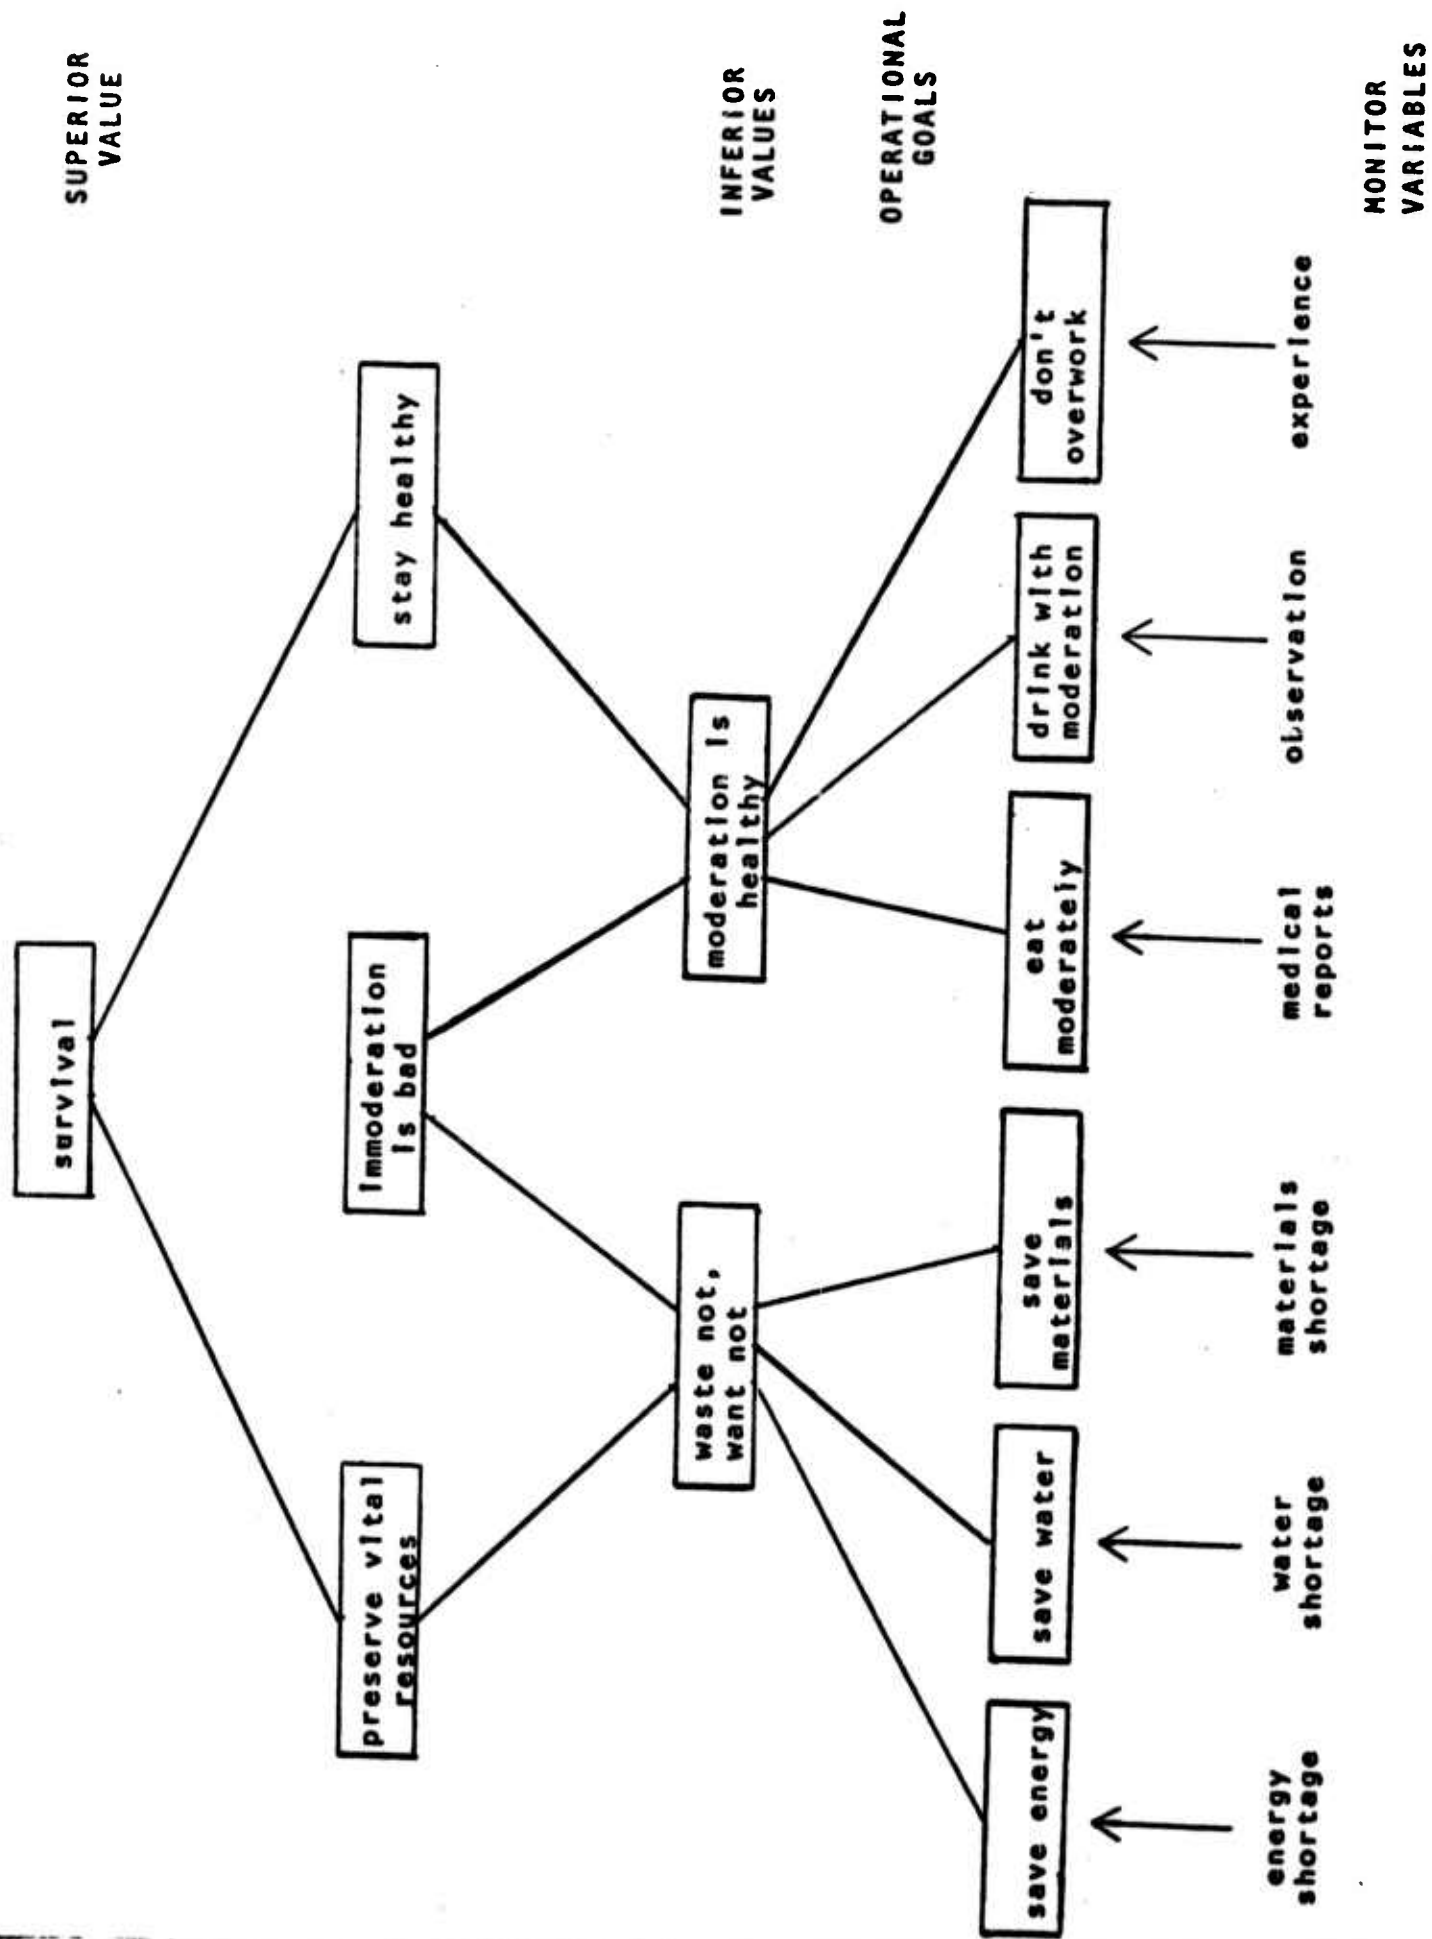 SUPERIOR
VALUE
survival
preserve vital
resources
immoderation
is bad
stay healthy
INFERIOR
VALUES
waste not,
want not
moderation is
healthy
OPERATIONAL
GOALS
save energy
save water
save
materials
eat
moderately
drink with
moderation
don't
overwork
MONITOR
VARIABLES
energy
shortage
water
shortage
materials
shortage
medical
reports
observation
experience